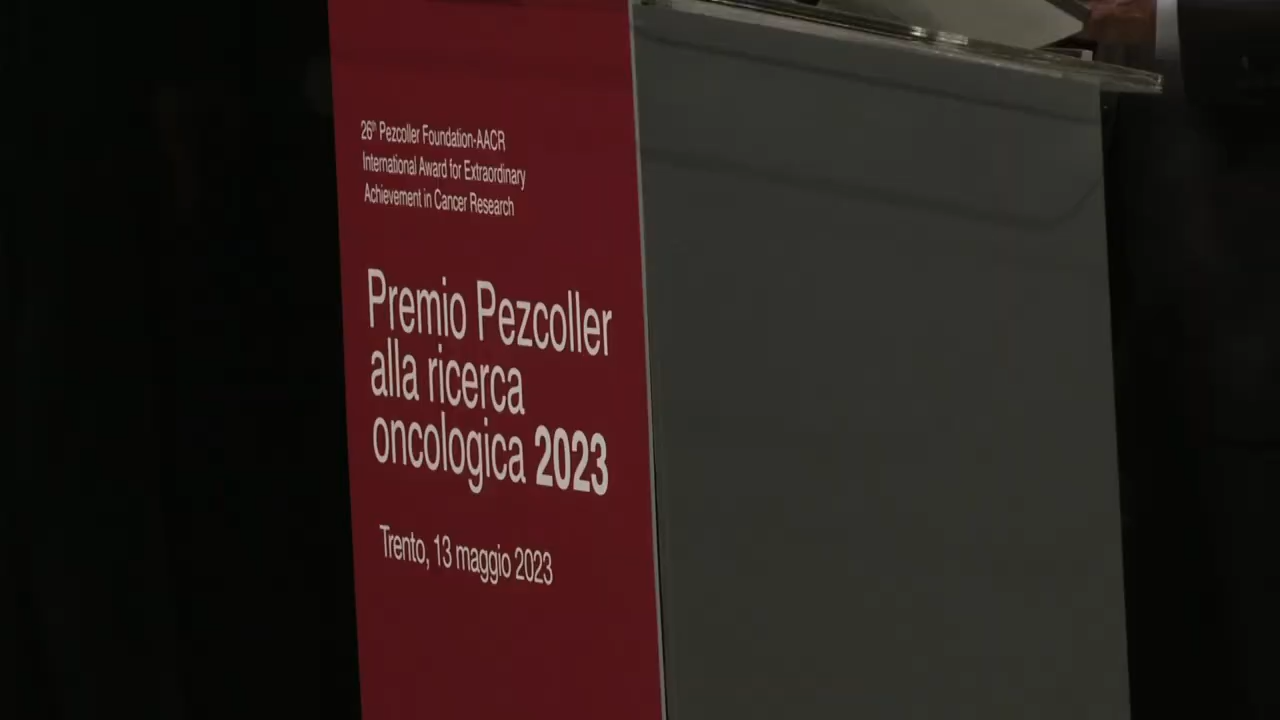 26th Pezcoller Foundation-AACR
International Award for Extraordinary
Achievement in Cancer Research
Premio Pezcoller
alla ricerca
oncologica 2023
Trento, 13 maggio 2023